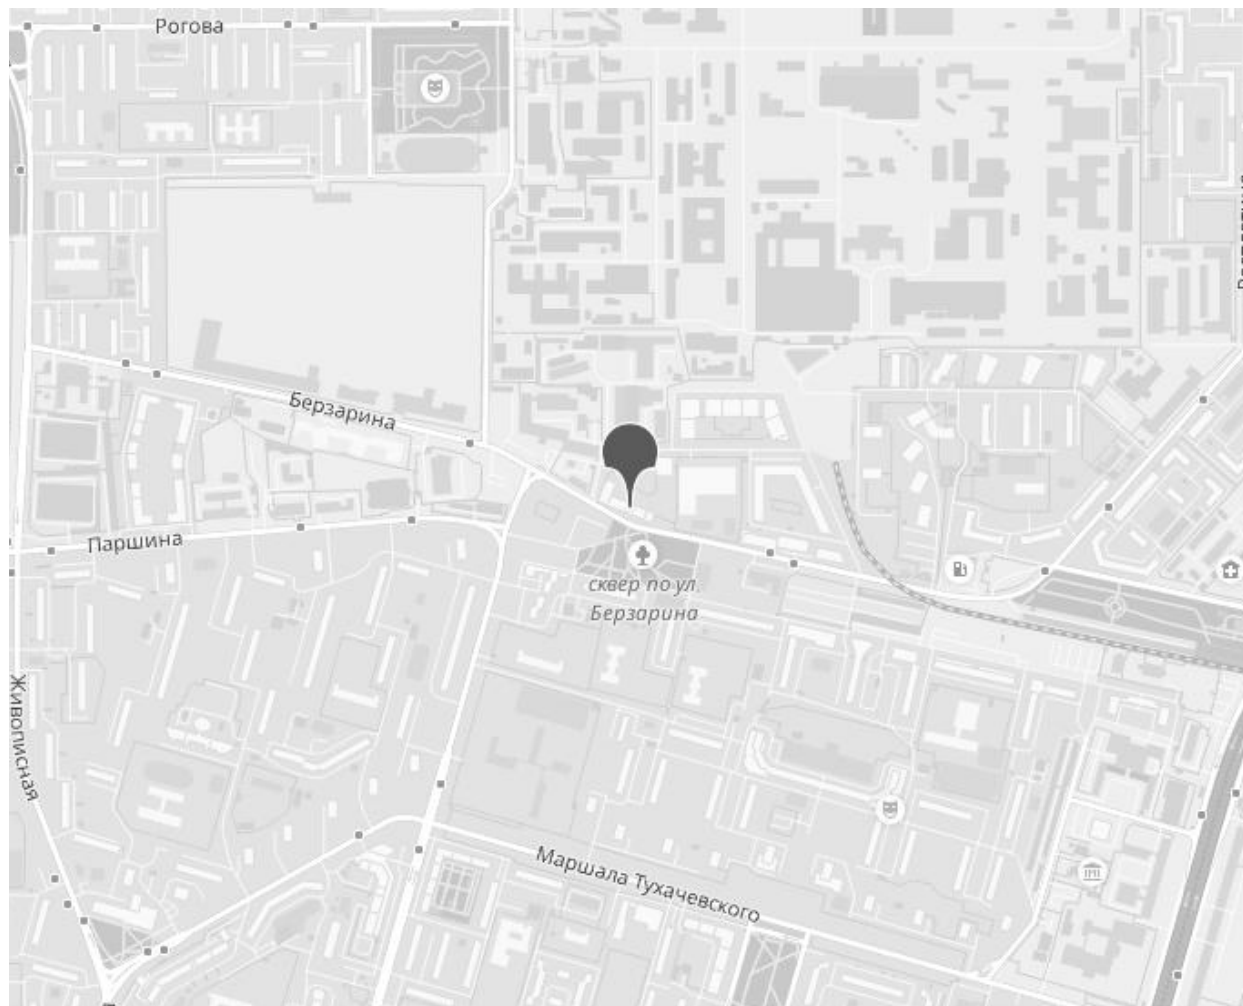 Рогова
Берзарина
Паршина
сквер по ул.
Берзарина
Живописная
Маршала Тухачевского